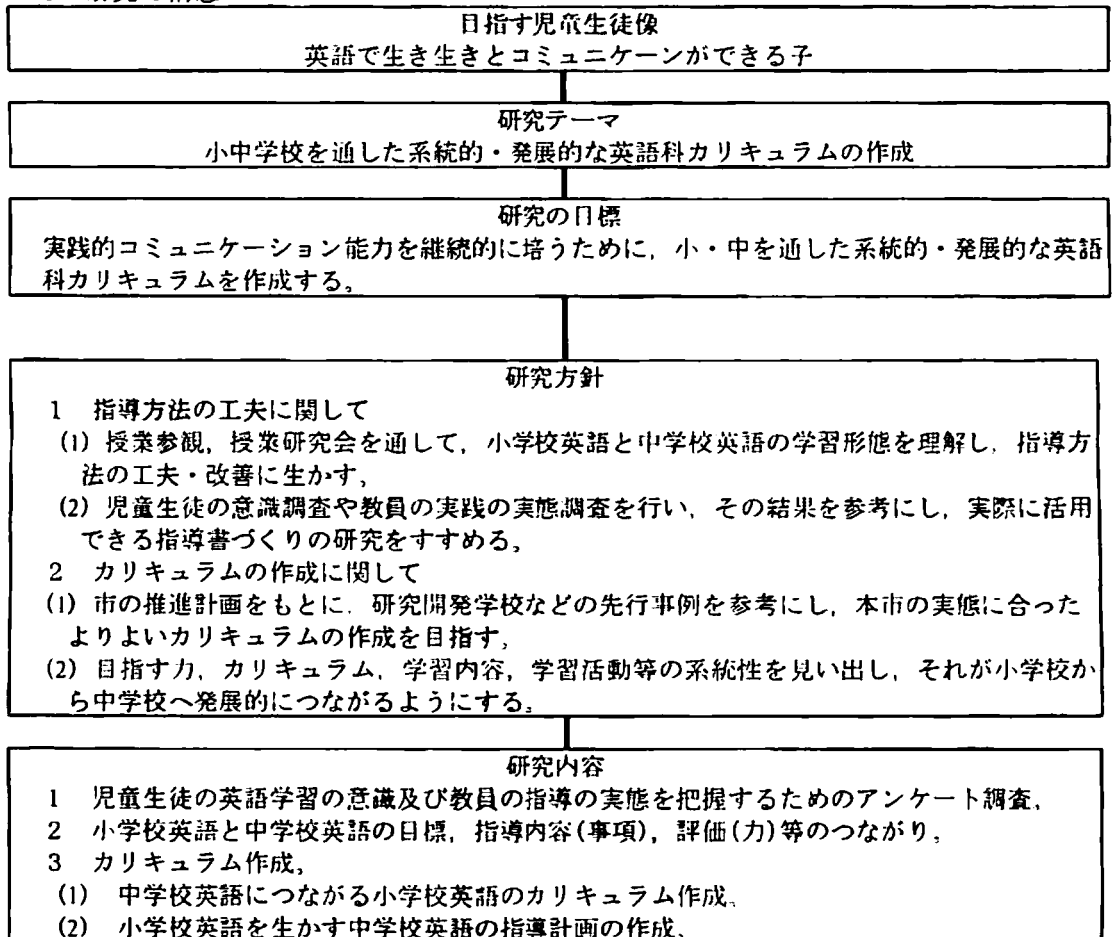 目指す児童生徒像
英語で生き生きとコミュニケーンができる子
研究テーマ
小中学校を通した系統的・発展的な英語科カリキュラムの作成
研究の目標
実践的コミュニケーション能力を継続的に培うために，小・中を通した系統的・発展的な英語
科カリキュラムを作成する。
研究方針
1 指導方法の工夫に関して
(1) 授業参観，授業研究会を通して，小学校英語と中学校英語の学習形態を理解し，指導方
法の工夫・改善に生かす。
(2) 児童生徒の意識調査や教員の実践の実態調査を行い，その結果を参考にし，実際に活用
できる指導書づくりの研究をすすめる。
2 カリキュラムの作成に関して
(1) 市の推進計画をもとに，研究開発学校などの先行事例を参考にし，本市の実態に合った
よりよいカリキュラムの作成を目指す。
(2) 目指す力，カリキュラム，学習内容，学習活動等の系統性を見い出し，それが小学校か
ら中学校へ発展的につながるようにする。
研究内容
1 児童生徒の英語学習の意識及び教員の指導の実態を把握するためのアンケート調査。
2 小学校英語と中学校英語の目標，指導内容(事項)，評価(力)等のつながり。
3 カリキュラム作成。
(1) 中学校英語につながる小学校英語のカリキュラム作成。
(2) 小学校英語を生かす中学校英語の指導計画の作成。